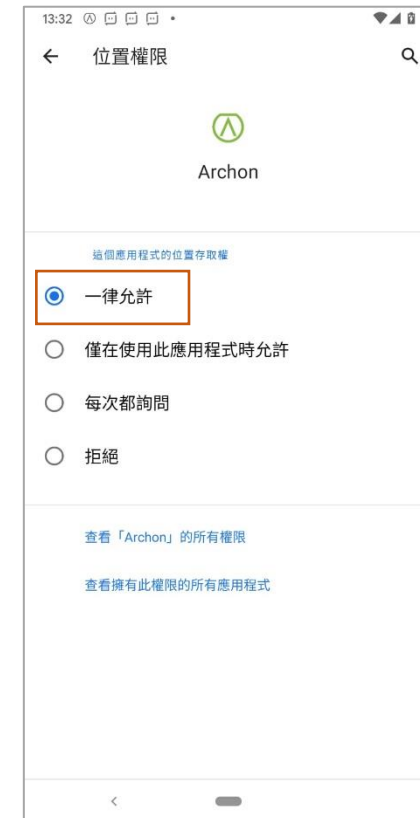 13:32
位置權限
Archon
這個應用程式的位置存取權
一律允許
僅在使用此應用程式時允許
每次都詢問
拒絕
查看「Archon」的所有權限
查看擁有此權限的所有應用程式